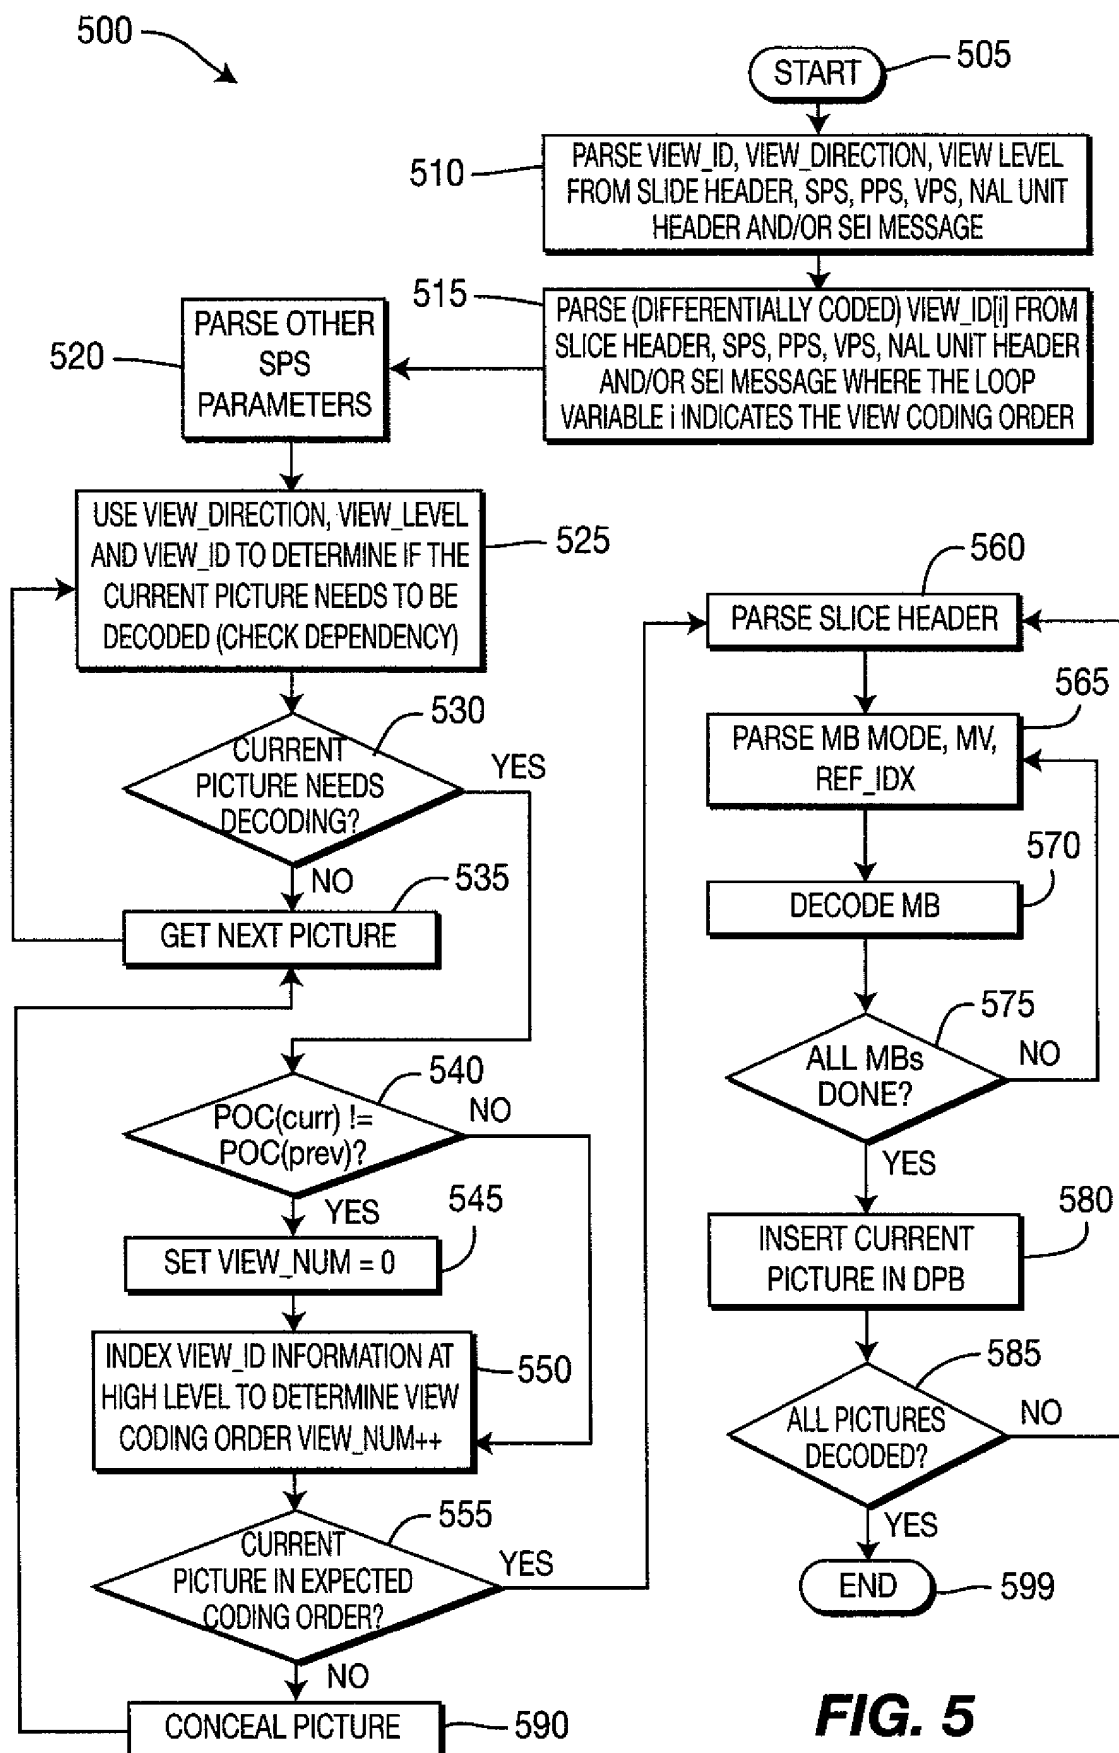 500
START
505
510
PARSE VIEW_ID, VIEW_DIRECTION, VIEW LEVEL
FROM SLIDE HEADER, SPS, PPS, VPS, NAL UNIT
HEADER AND/OR SEI MESSAGE
515
PARSE (DIFFERENTIALLY CODED) VIEW_ID[i] FROM
SLICE HEADER, SPS, PPS, VPS, NAL UNIT HEADER
AND/OR SEI MESSAGE WHERE THE LOOP
VARIABLE i INDICATES THE VIEW CODING ORDER
520
PARSE OTHER
SPS
PARAMETERS
USE VIEW_DIRECTION, VIEW_LEVEL
AND VIEW_ID TO DETERMINE IF THE
CURRENT PICTURE NEEDS TO BE
DECODED (CHECK DEPENDENCY)
525
530
CURRENT
PICTURE NEEDS
DECODING?
YES
NO
535
GET NEXT PICTURE
540
POC(curr) !=
POC(prev)?
NO
YES
545
SET VIEW_NUM = 0
INDEX VIEW_ID INFORMATION AT
HIGH LEVEL TO DETERMINE VIEW
CODING ORDER VIEW_NUM++
550
555
CURRENT
PICTURE IN EXPECTED
CODING ORDER?
YES
NO
CONCEAL PICTURE
590
560
PARSE SLICE HEADER
565
PARSE MB MODE, MV,
REF_IDX
570
DECODE MB
575
ALL MBs
DONE?
NO
YES
580
INSERT CURRENT
PICTURE IN DPB
585
ALL PICTURES
DECODED?
NO
YES
END
599
FIG. 5